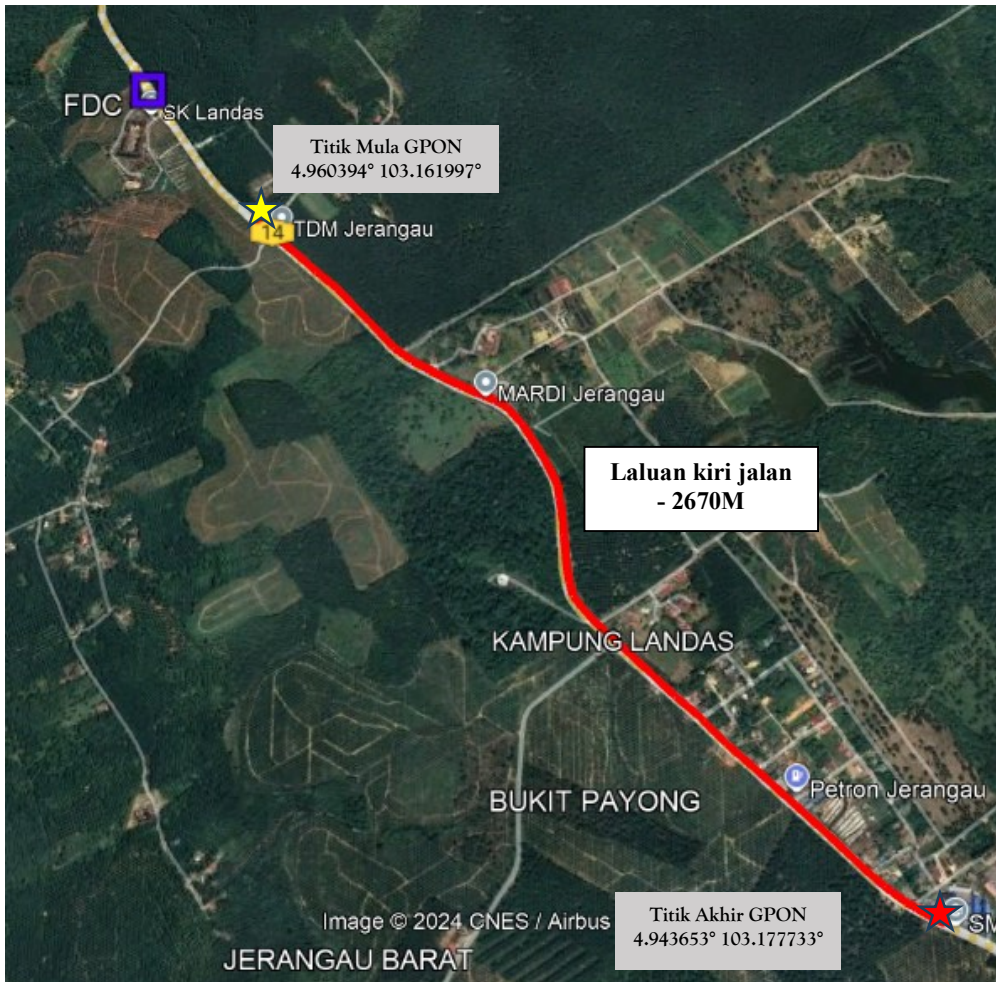 FDC
SK Landas
Titik Mula GPON
4.960394° 103.161997°
14
TDM Jerangau
MARDI Jerangau
Laluan kiri jalan
- 2670M
KAMPUNG LANDAS
Petron Jerangau
BUKIT PAYONG
Titik Akhir GPON
4.943653° 103.177733°
SM
Image © 2024 CNES / Airbus
JERANGAU BARAT